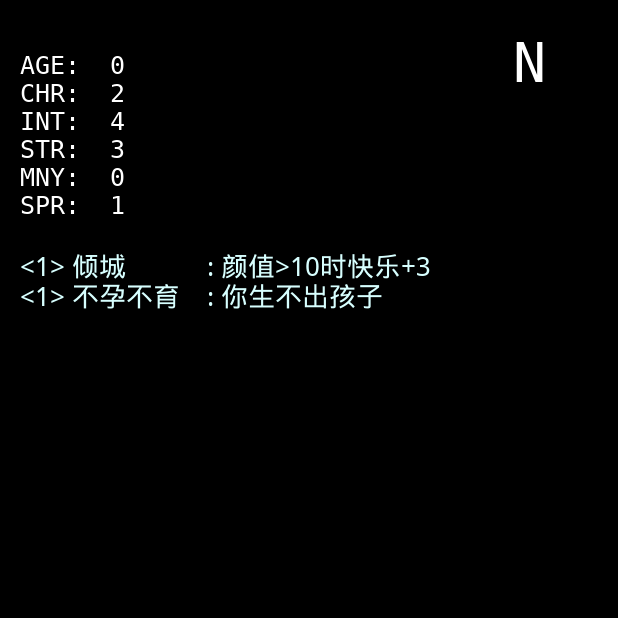 N
AGE: 0
CHR: 2
INT: 4
STR: 3
MNY: 0
SPR: 1
<1> 倾城 : 颜值>10时快乐+3
<1> 不孕不育 : 你生不出孩子